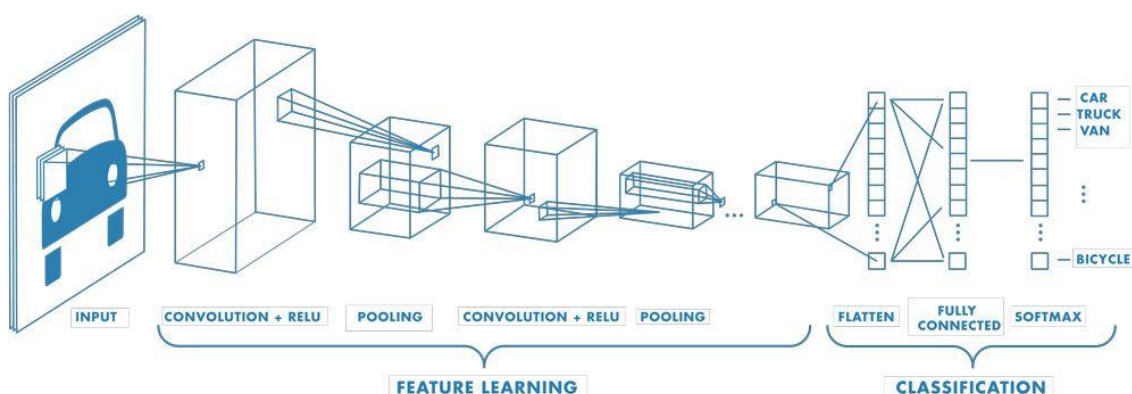 CAR
TRUCK
VAN
BICYCLE
INPUT
CONVOLUTION + RELU
POOLING
CONVOLUTION + RELU
POOLING
FLATTEN
FULLY
CONNECTED
SOFTMAX
FEATURE LEARNING
CLASSIFICATION